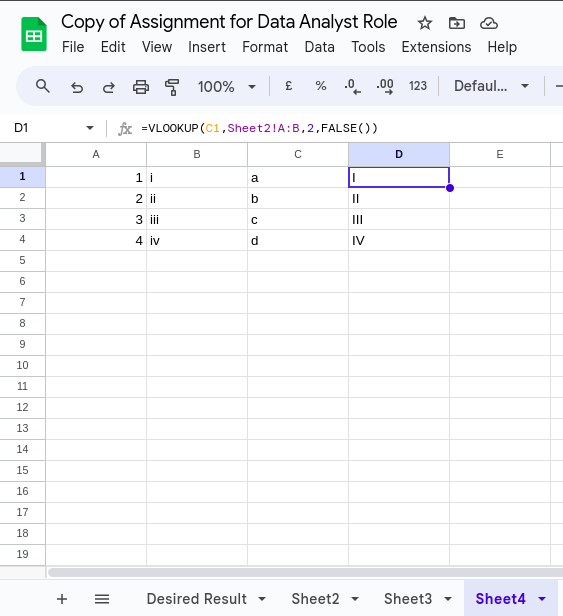 Copy of Assignment for Data Analyst Role
File Edit View Insert Format Data Tools Extensions Help
100% £ % .0 .00 123 Defaul...
D1 fx =VLOOKUP(C1,Sheet2!A:B,2,FALSE())
A B C D E
1 1 i a I
2 2 ii b II
3 3 iii c III
4 4 iv d IV
5
6
7
8
9
10
11
12
13
14
15
16
17
18
19
+ Desired Result Sheet2 Sheet3 Sheet4